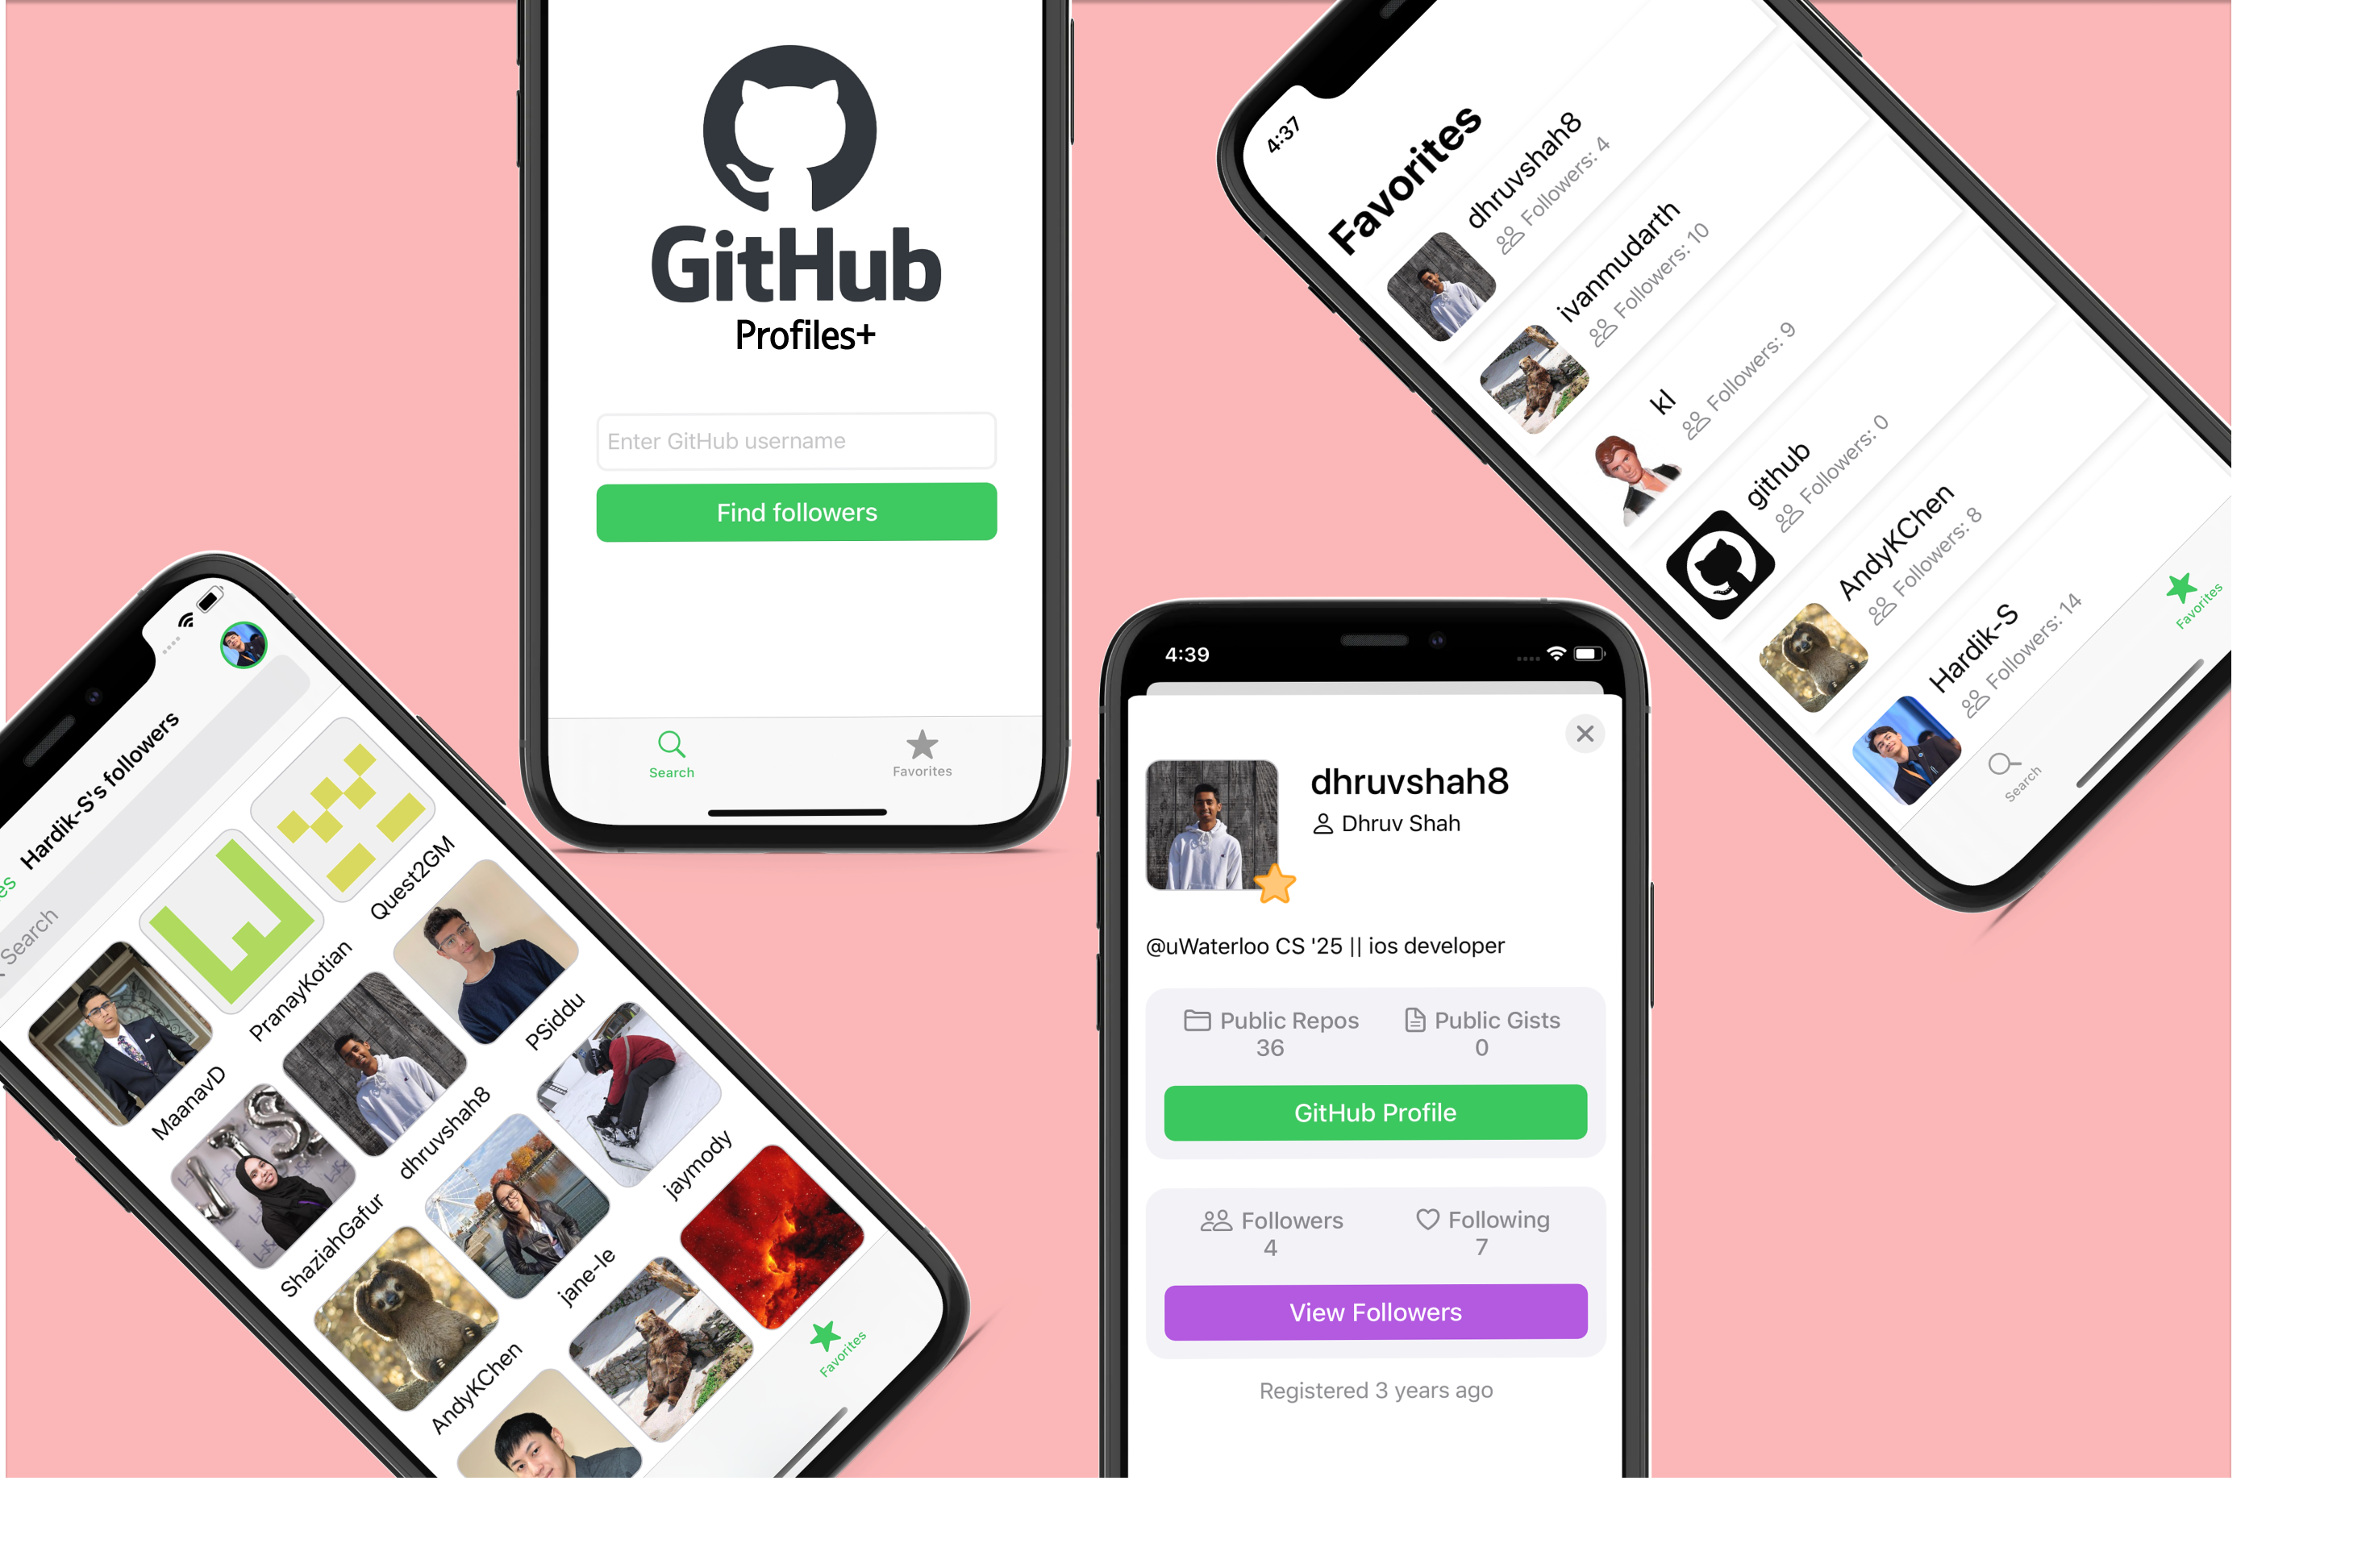 GitHub
Profiles+
Enter GitHub username
Find followers
Search
Favorites
4:37
Favorites
dhruvshah8
Followers: 4
ivanmudarth
Followers: 10
kl
Followers: 9
github
Followers: 0
AndyKChen
Followers: 8
Hardik-S
Followers: 14
Search
Favorites
es
Hardik-S's followers
Search
MaanavD
PranayKotian
Quest2GM
ShaziahGafur
dhruvshah8
PSiddu
AndyKChen
jane-le
jaymody
Favorites
4:39
dhruvshah8
Dhruv Shah
@uWaterloo CS '25 || ios developer
Public Repos
36
Public Gists
0
GitHub Profile
Followers
4
Following
7
View Followers
Registered 3 years ago